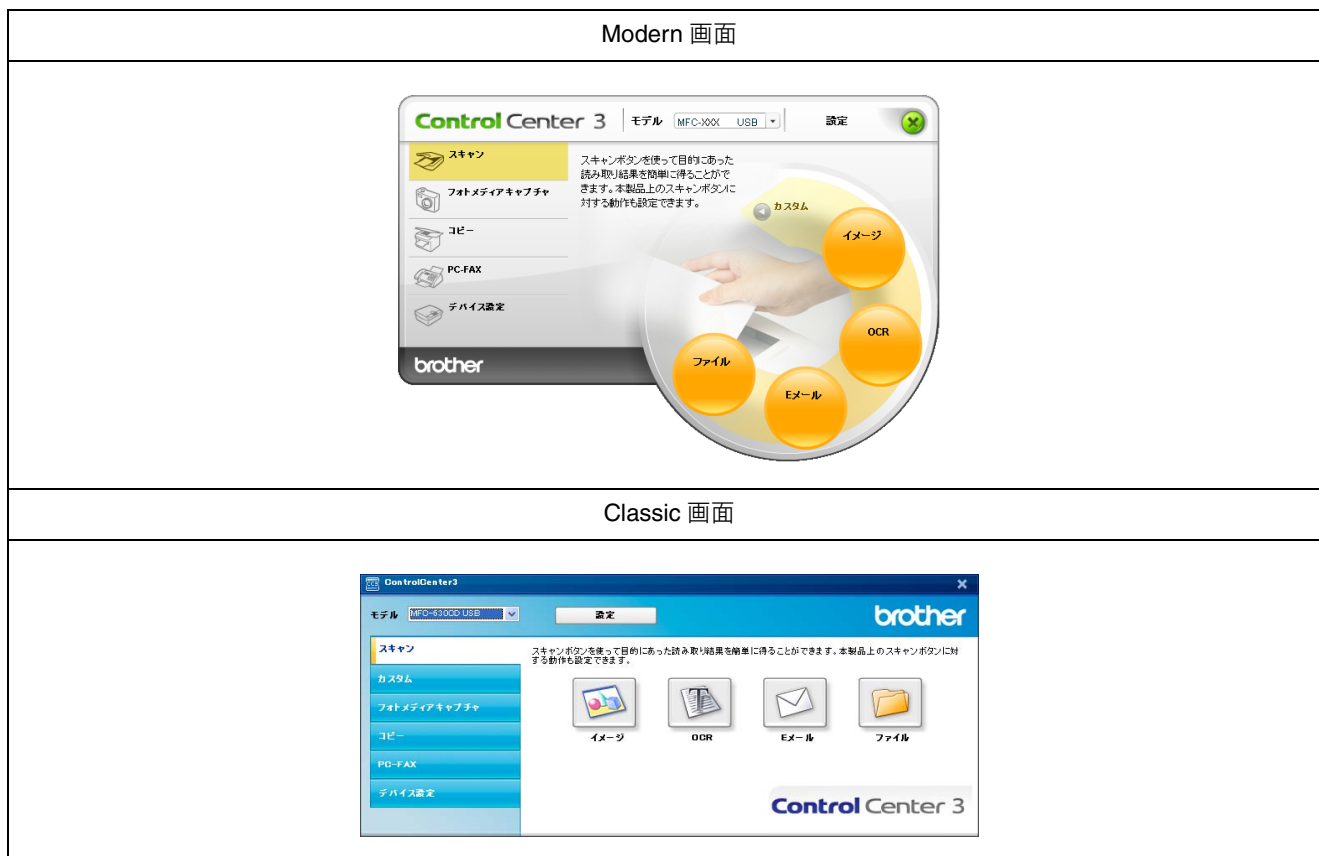 Modern 画面
Control Center 3
モデル
MFC-XXX USB
設定
スキャン
フォトメディアキャプチャ
コピー
PC-FAX
デバイス設定
brother
スキャンボタンを使って目的にあった
読み取り結果を簡単に得ることがで
きます。本製品上のスキャンボタンに
対する動作も設定できます。
カスタム
イメージ
OCR
Eメール
ファイル
Classic 画面
ControlCenter3
モデル
MFC-6300D USB
設定
brother
スキャン
カスタム
フォトメディアキャプチャ
コピー
PC-FAX
デバイス設定
スキャンボタンを使って目的にあった読み取り結果を簡単に得ることができます。本製品上のスキャンボタンに対
する動作も設定できます。
イメージ
OCR
Eメール
ファイル
Control Center 3